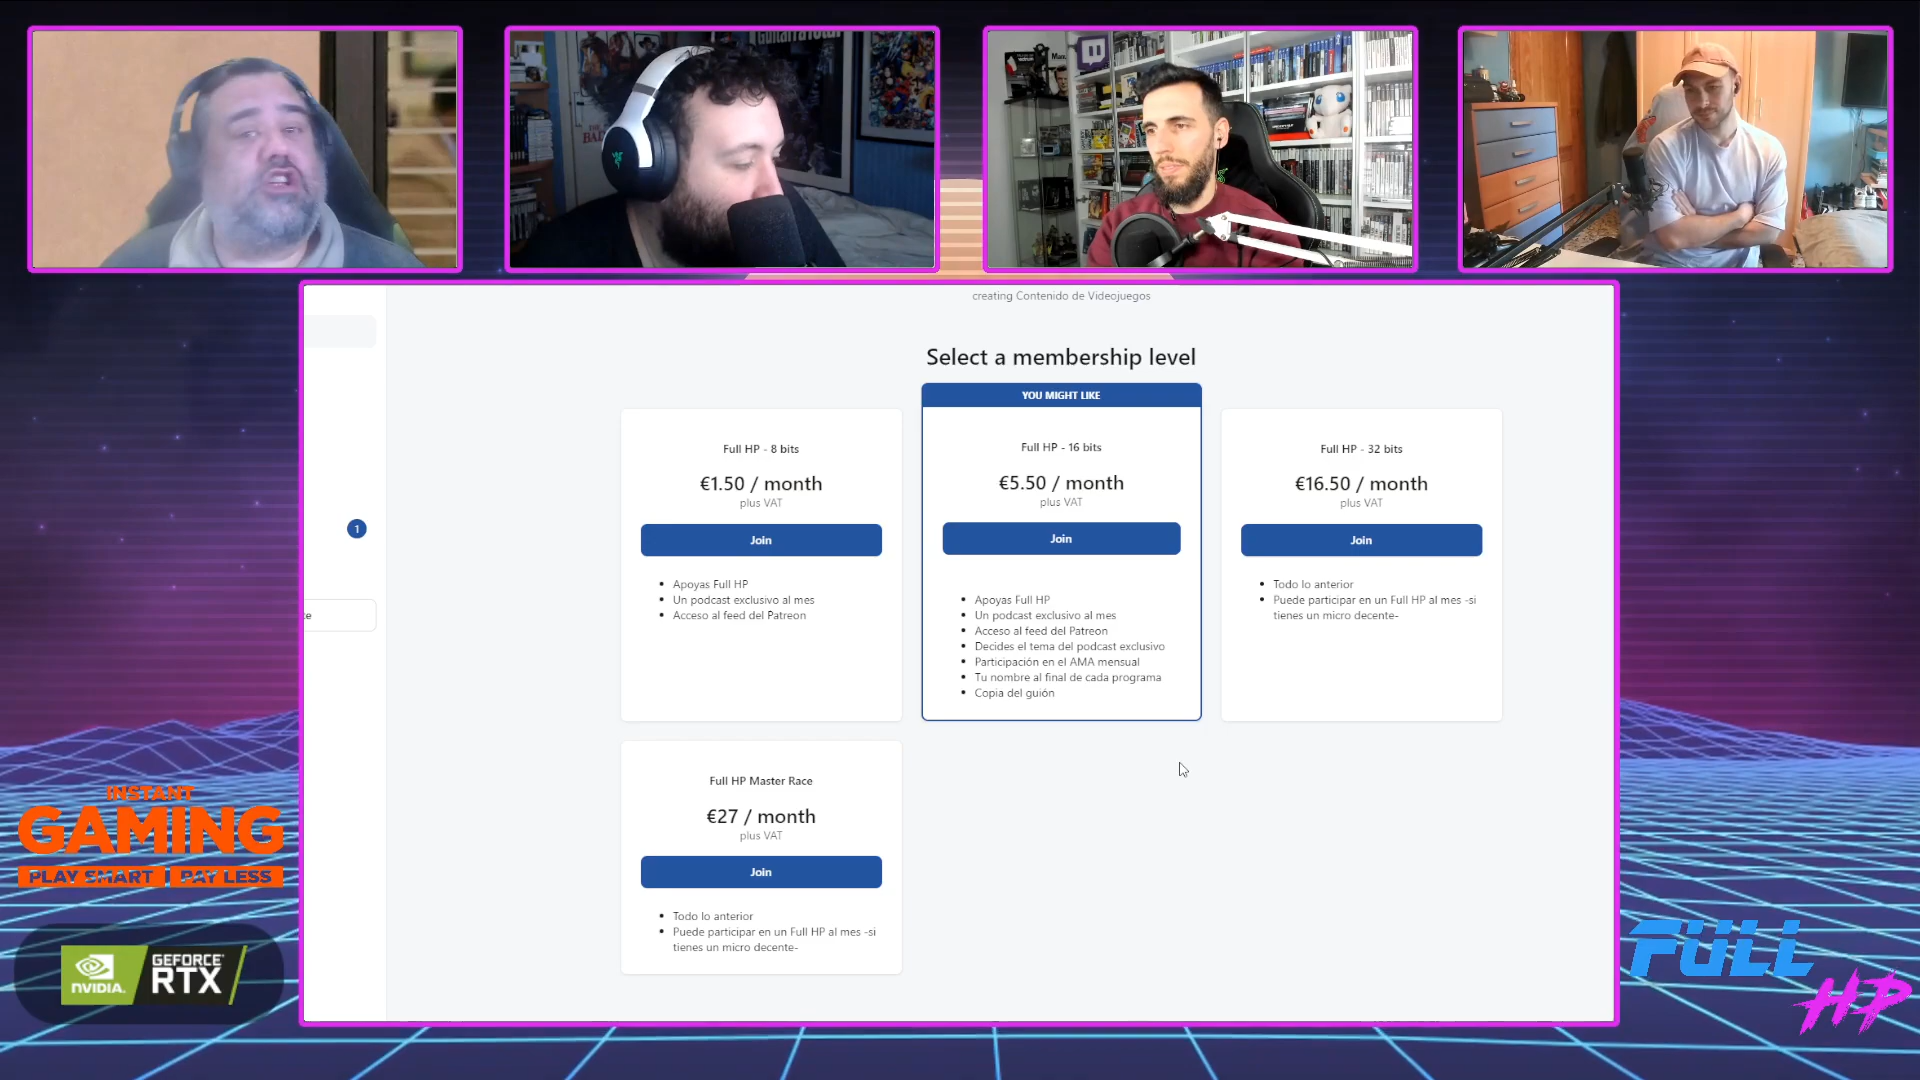 creating Contenido de Videojuegos
Select a membership level
YOU MIGHT LIKE
Full HP - 8 bits
€1.50 / month
plus VAT
Join
• Apoyas Full HP
• Un podcast exclusivo al mes
• Acceso al feed del Patreon
Full HP - 16 bits
€5.50 / month
plus VAT
Join
• Apoyas Full HP
• Un podcast exclusivo al mes
• Acceso al feed del Patreon
• Decides el tema del podcast exclusivo
• Participación en el AMA mensual
• Tu nombre al final de cada programa
• Copia del guión
Full HP - 32 bits
€16.50 / month
plus VAT
Join
• Todo lo anterior
• Puede participar en un Full HP al mes -si
tienes un micro decente-
1
Full HP Master Race
€27 / month
plus VAT
Join
• Todo lo anterior
• Puede participar en un Full HP al mes -si
tienes un micro decente-
INSTANT
GAMING
PLAY SMART PAY LESS
NVIDIA.
GEFORCE
RTX
FULL
HP